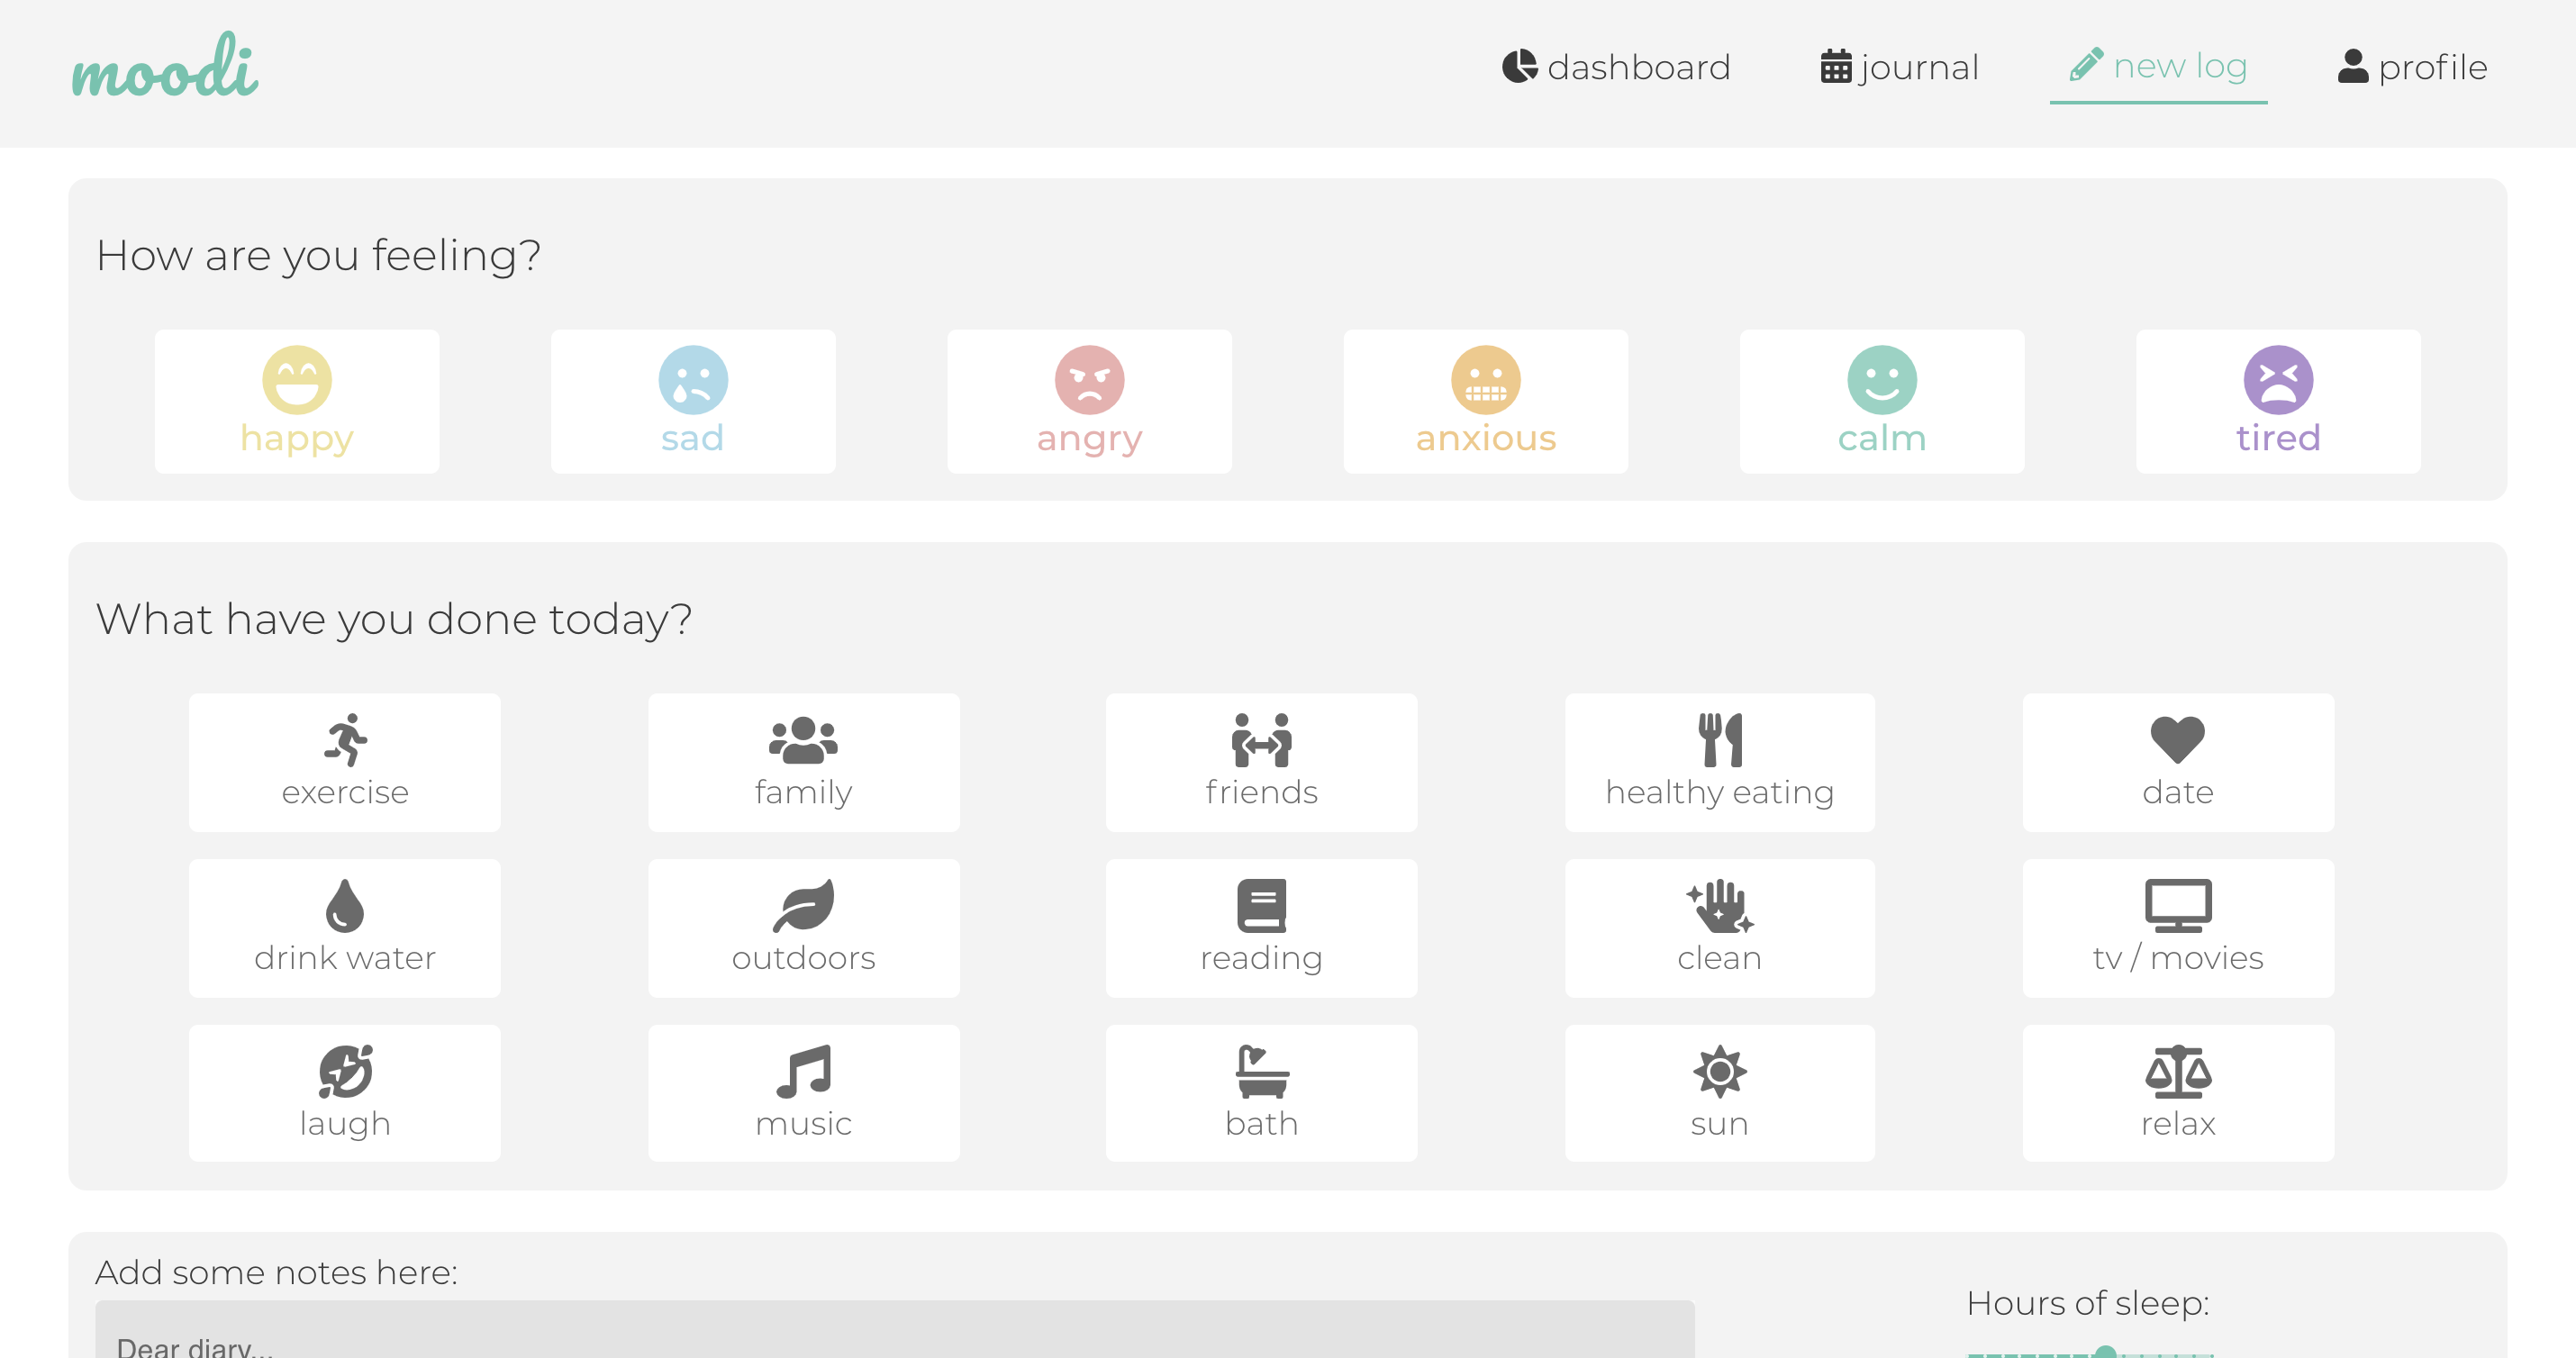 moodi
dashboard journal new log profile
How are you feeling?
happy sad angry anxious calm tired
What have you done today?
exercise family friends healthy eating date
drink water outdoors reading clean tv / movies
laugh music bath sun relax
Add some notes here:
Hours of sleep:
Dear diary...